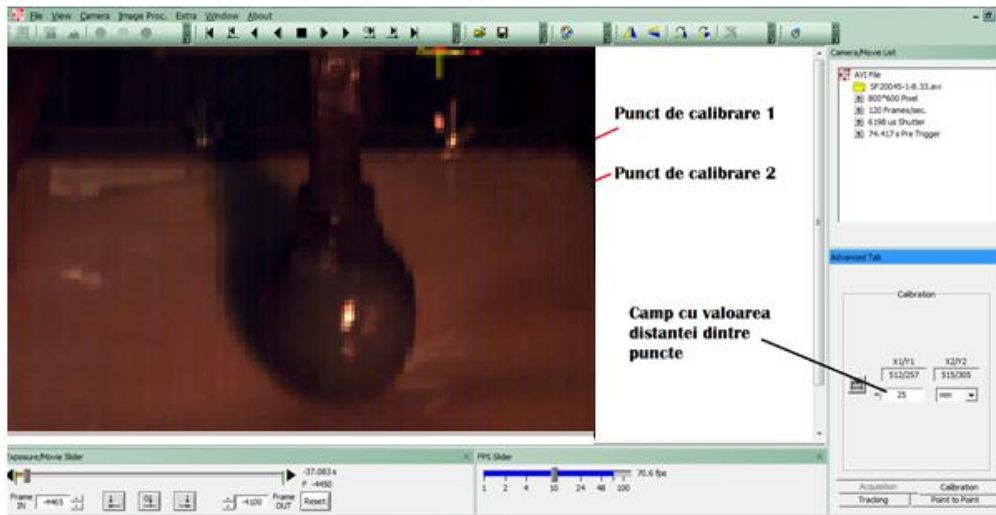 File View Camera Image Proc. Extra Window About
Camera/Movie List
AVI File
SF20045-1-8.33.avi
800*600 Pixel
120 Frames/sec.
6198 us Shutter
74.417 s Pre Trigger
Punct de calibrare 1
Punct de calibrare 2
Advanced Tab
Calibration
Camp cu valoarea
distantei dintre
puncte
X1/Y1 X2/Y2
512/257 515/305
= 25 mm
Exposure/Movie Slider
-37.083 s
F -4450
Frame IN -4465 -4100 Frame OUT Reset
FPS Slider
70.6 fps
1 2 4 10 24 48 100
Acquisition Calibration
Tracking Point to Point